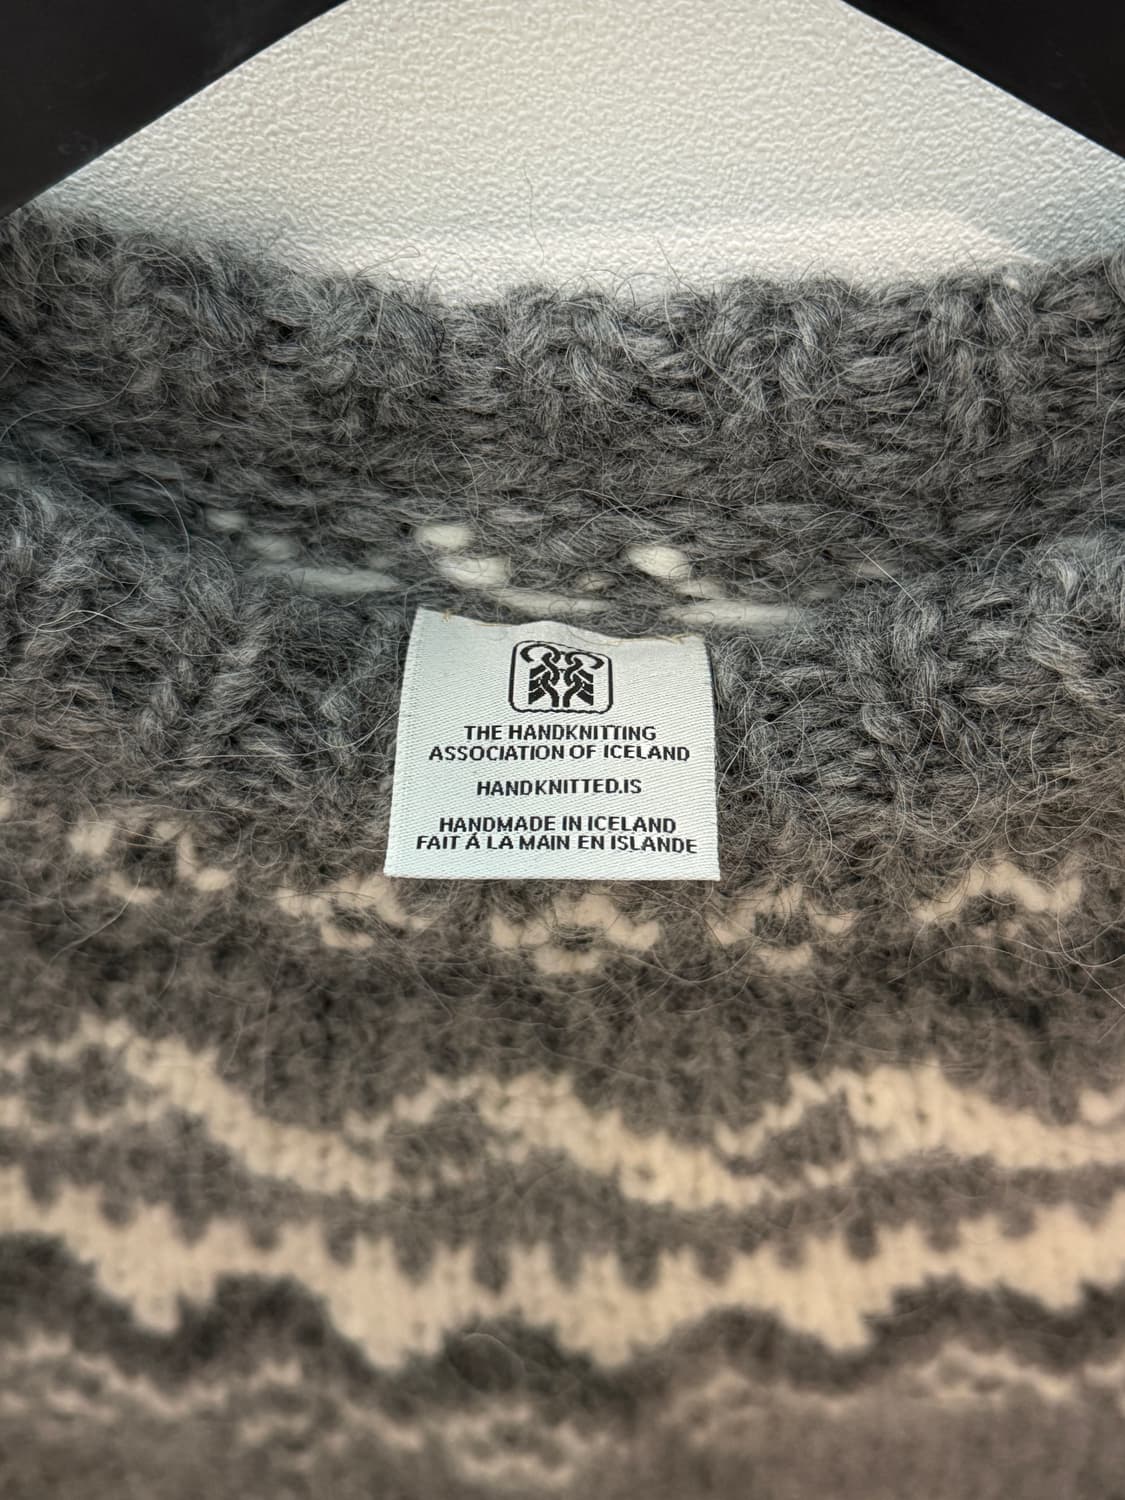 THE HANDKNITTING
ASSOCIATION OF ICELAND
HANDKNITTED.IS
HANDMADE IN ICELAND
FAIT Á LA MAIN EN ISLANDE